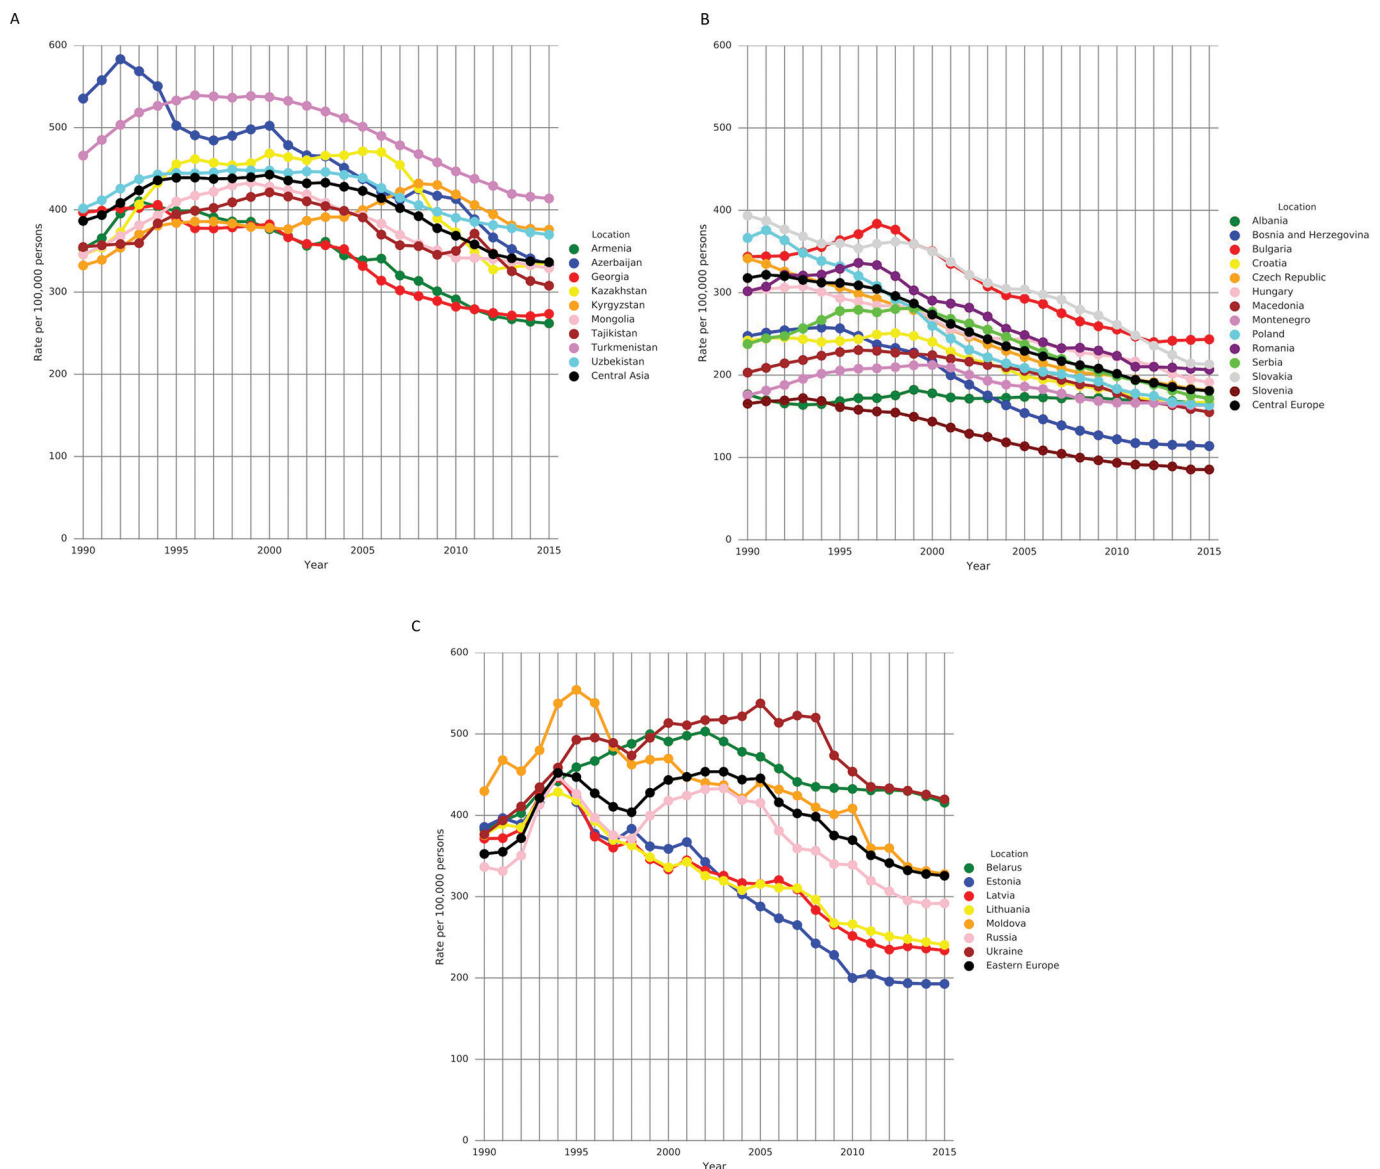 A
600
500
400
300
200
100
0
Rate per 100,000 persons
1990 1995 2000 2005 2010 2015
Year
Location
Armenia
Azerbaijan
Georgia
Kazakhstan
Kyrgyzstan
Mongolia
Tajikistan
Turkmenistan
Uzbekistan
Central Asia
B
600
500
400
300
200
100
0
Rate per 100,000 persons
1990 1995 2000 2005 2010 2015
Year
Location
Albania
Bosnia and Herzegovina
Bulgaria
Croatia
Czech Republic
Hungary
Macedonia
Montenegro
Poland
Romania
Serbia
Slovakia
Slovenia
Central Europe
C
600
500
400
300
200
100
0
Rate per 100,000 persons
1990 1995 2000 2005 2010 2015
Year
Location
Belarus
Estonia
Latvia
Lithuania
Moldova
Russia
Ukraine
Eastern Europe